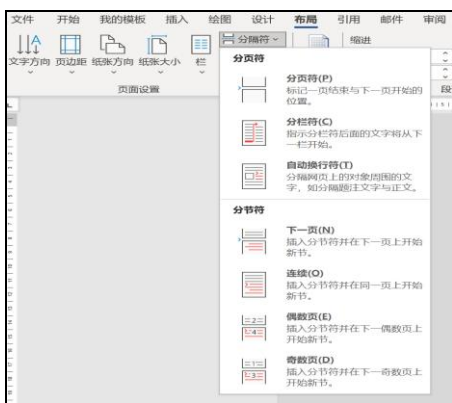 文件 开始 我的模板 插入 绘图 设计 布局 引用 邮件 审阅
分隔符 缩进
文字方向 页边距 纸张方向 纸张大小 栏
页面设置 段
分页符
分页符(P)
标记一页结束与下一页开始的
位置。
分栏符(C)
指示分栏符后面的文字将从下
一栏开始。
自动换行符(T)
分隔网页上的对象周围的文
字，如分隔题注文字与正文。
分节符
下一页(N)
插入分节符并在下一页上开始
新节。
连续(O)
插入分节符并在同一页上开始
新节。
偶数页(E)
插入分节符并在下一偶数页上
开始新节。
奇数页(D)
插入分节符并在下一奇数页上
开始新节。